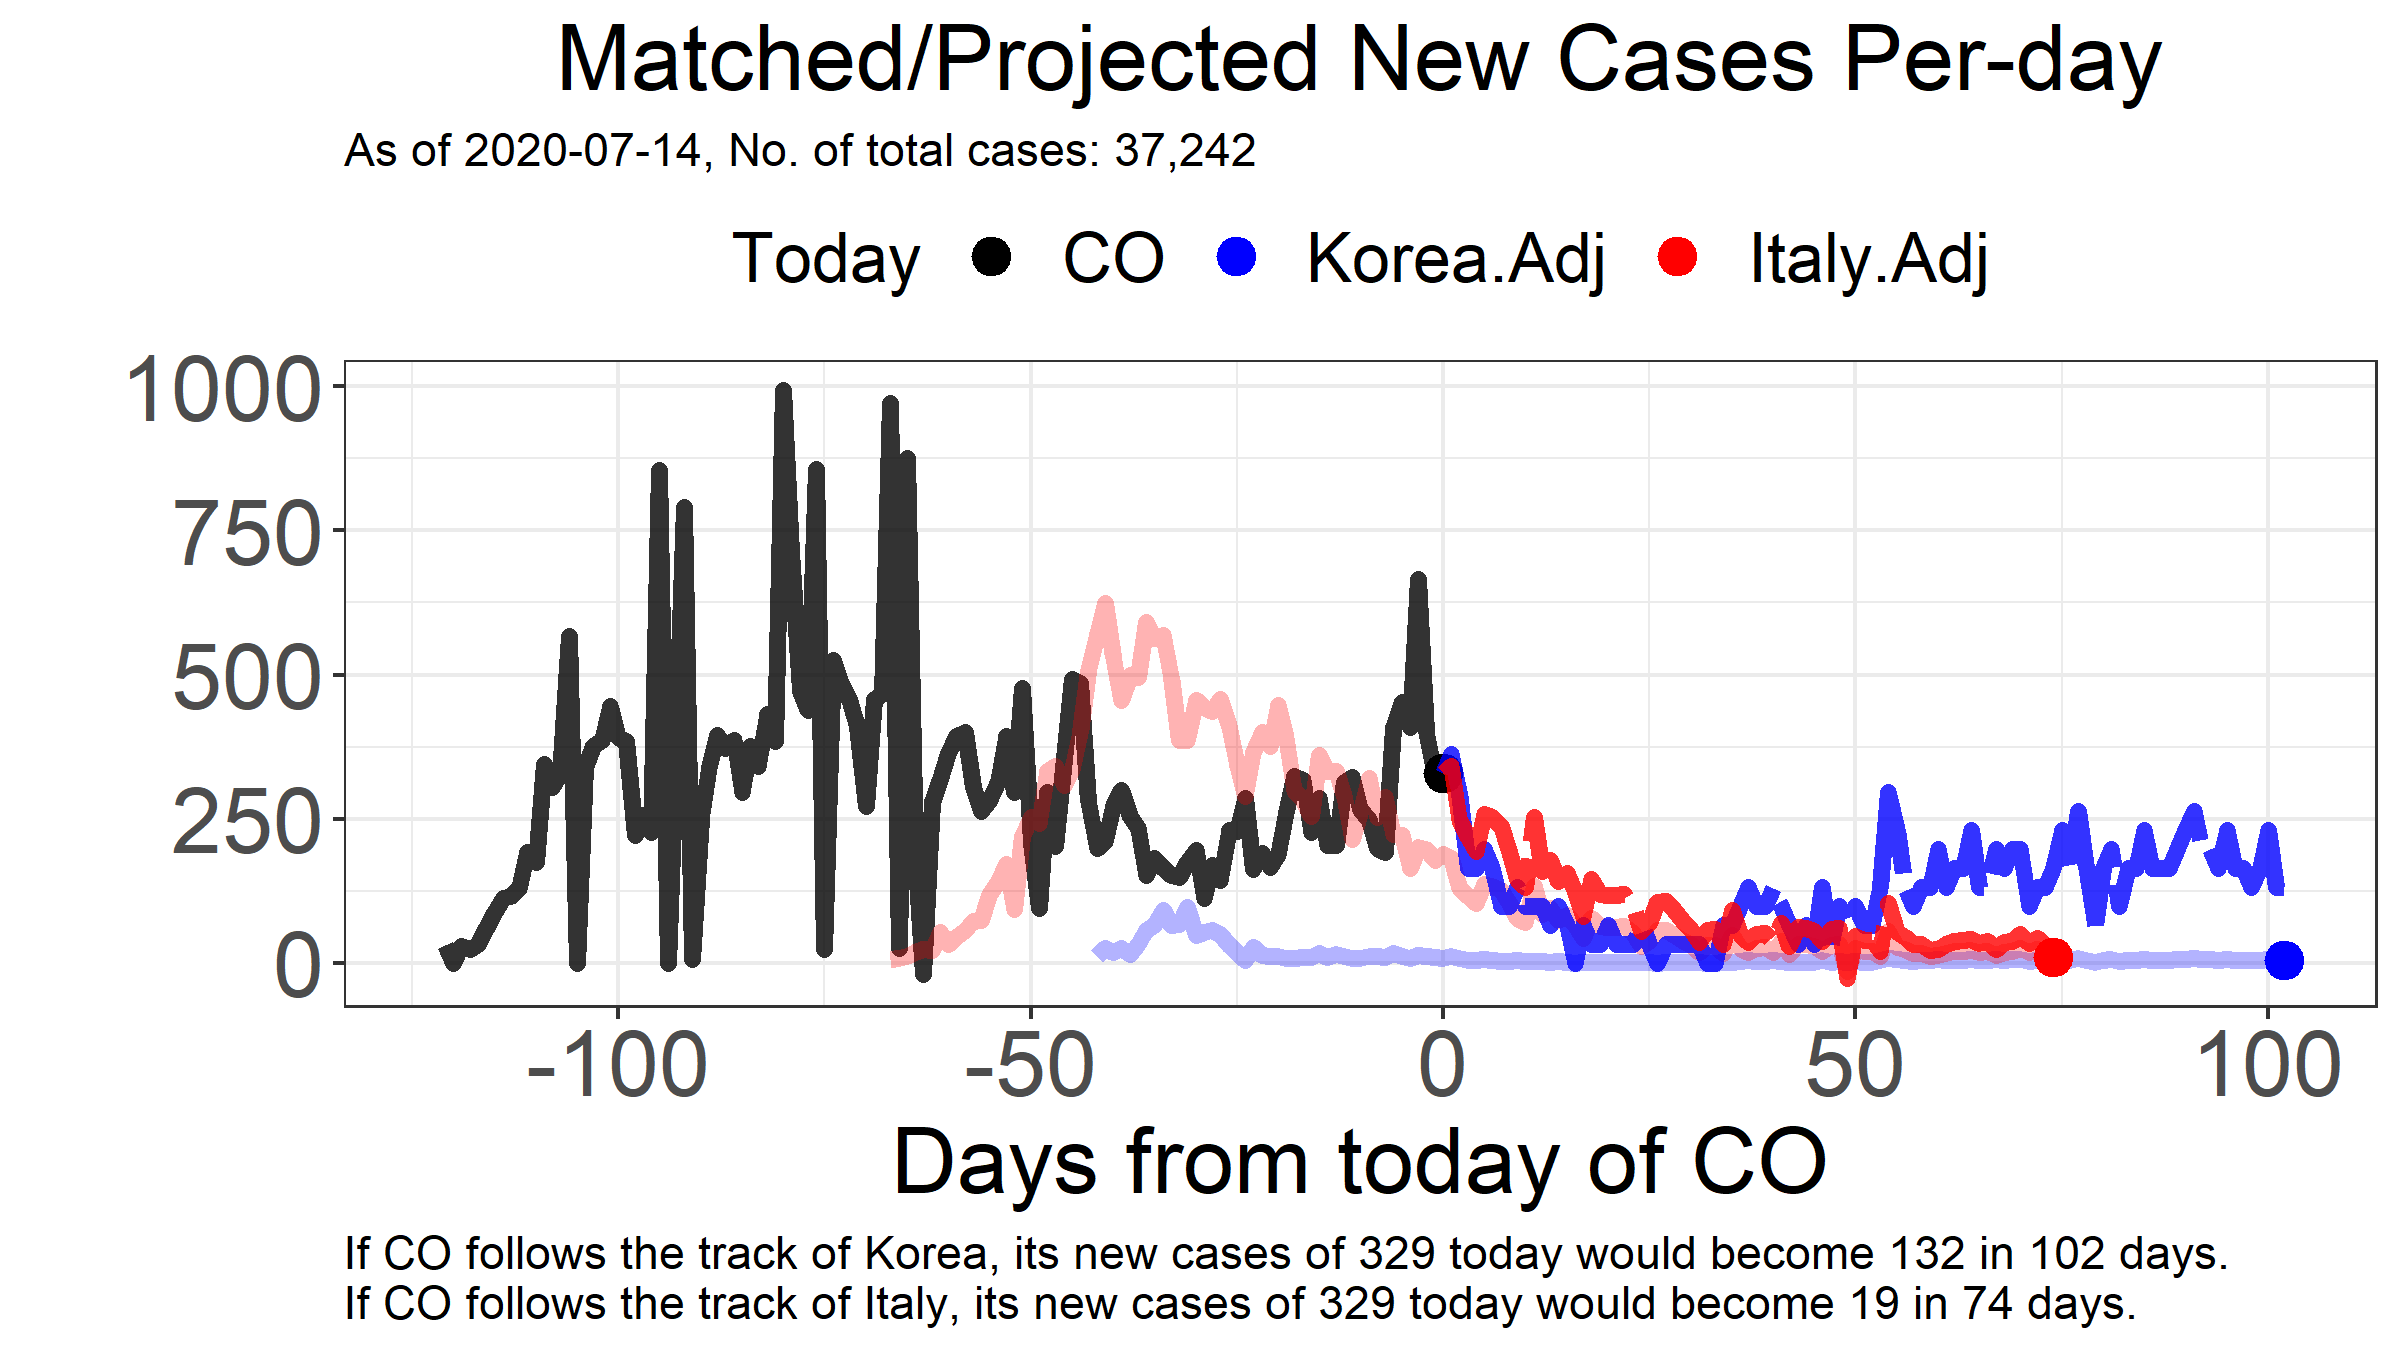 Matched/Projected New Cases Per-day
As of 2020-07-14, No. of total cases: 37,242
Today CO Korea.Adj Italy.Adj
1000
750
500
250
0
-100 -50 0 50 100
Days from today of CO
If CO follows the track of Korea, its new cases of 329 today would become 132 in 102 days.
If CO follows the track of Italy, its new cases of 329 today would become 19 in 74 days.